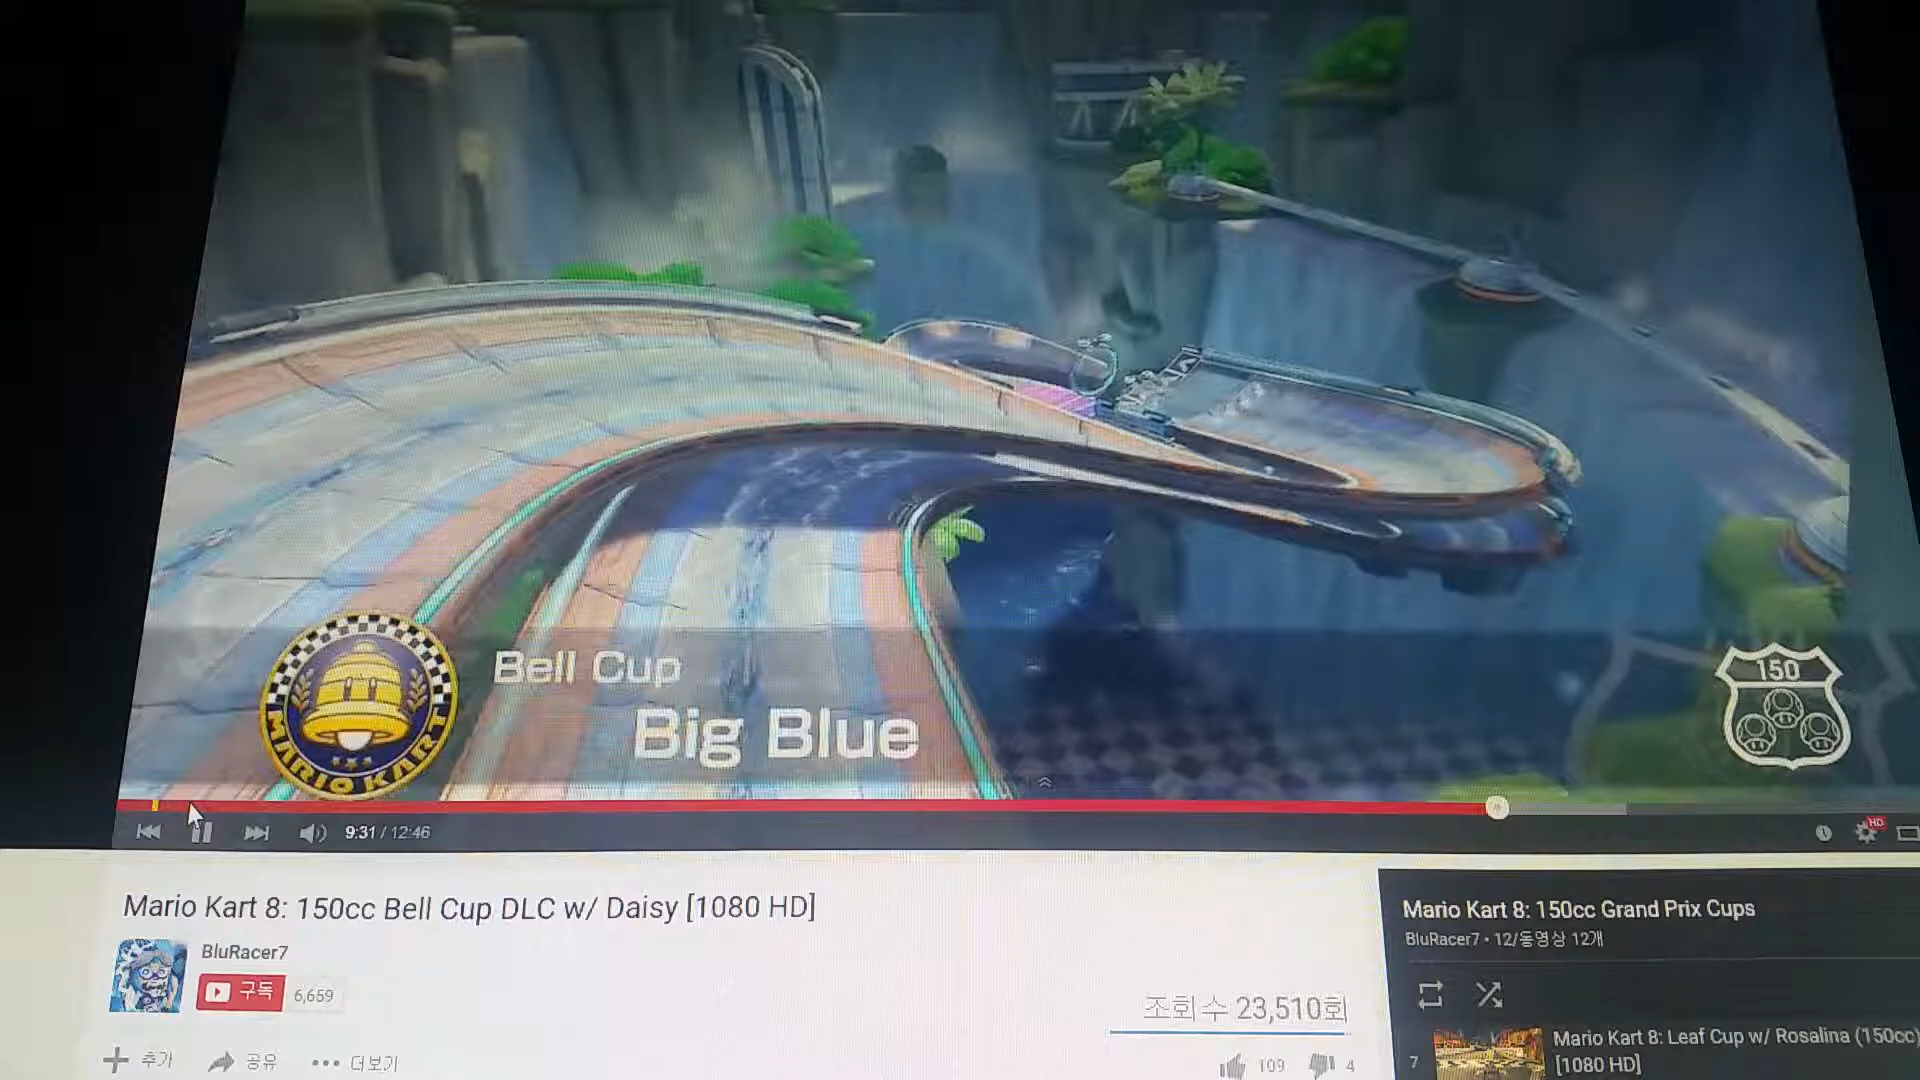 150
Bell Cup
Big Blue
MARIO KART
9:31 / 12:46
HD
Mario Kart 8: 150cc Bell Cup DLC w/ Daisy [1080 HD]
BluRacer7
구독 6,659
조회수 23,510회
추가 공유 더보기
109 4
Mario Kart 8: 150cc Grand Prix Cups
BluRacer7 • 12/동영상 12개
7
Mario Kart 8: Leaf Cup w/ Rosalina (150cc)
[1080 HD]